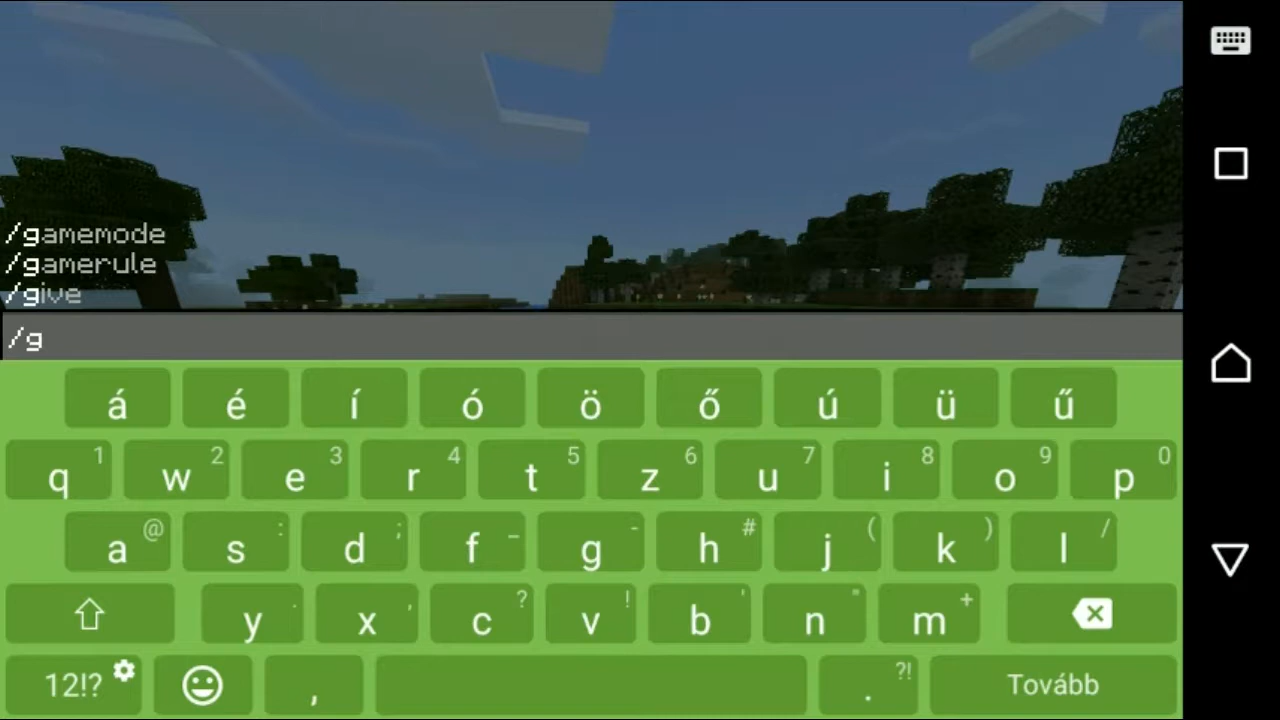 /gamemode
/gamerule
/give
/g
á é í ó ö ő ú ü ű
q 1 w 2 e 3 r 4 t 5 z 6 u 7 i 8 o 9 p 0
a @ s : d ; f _ g - h # j ( k ) l /
y . x , c ? v ! b ' n " m +
12!? , . ?! Tovább